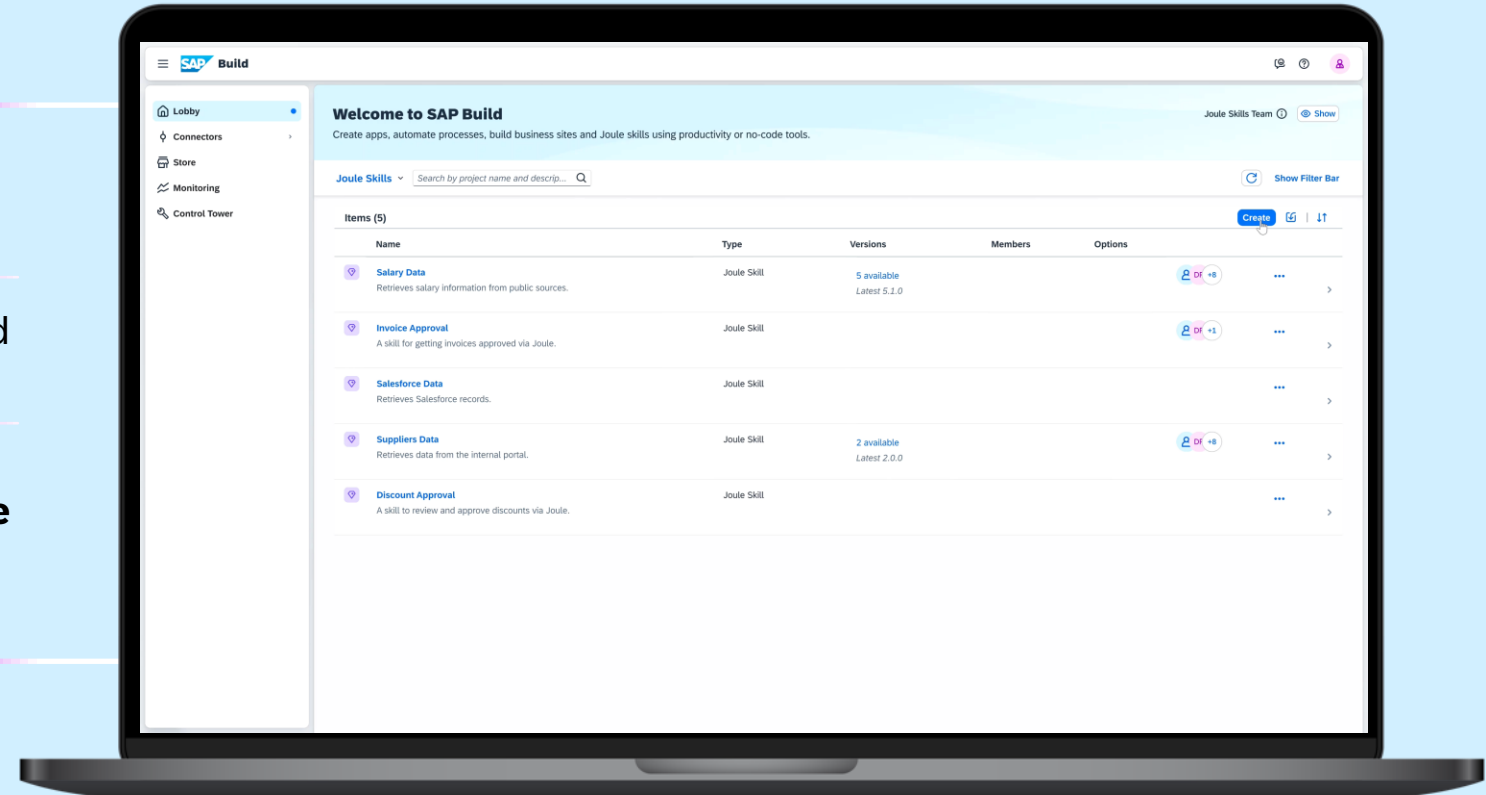 SAP Build
Lobby
Connectors
Store
Monitoring
Control Tower
Welcome to SAP Build
Create apps, automate processes, build business sites and Joule skills using productivity or no-code tools.
Joule Skills Team
Show
Joule Skills
Search by project name and descrip...
Show Filter Bar
Items (5)
Create
Name Type Versions Members Options
Salary Data Joule Skill 5 available DF +8
Retrieves salary information from public sources. Latest 5.1.0
Invoice Approval Joule Skill DF +1
A skill for getting invoices approved via Joule.
Salesforce Data Joule Skill
Retrieves Salesforce records.
Suppliers Data Joule Skill 2 available DF +8
Retrieves data from the internal portal. Latest 2.0.0
Discount Approval Joule Skill
A skill to review and approve discounts via Joule.
d
e